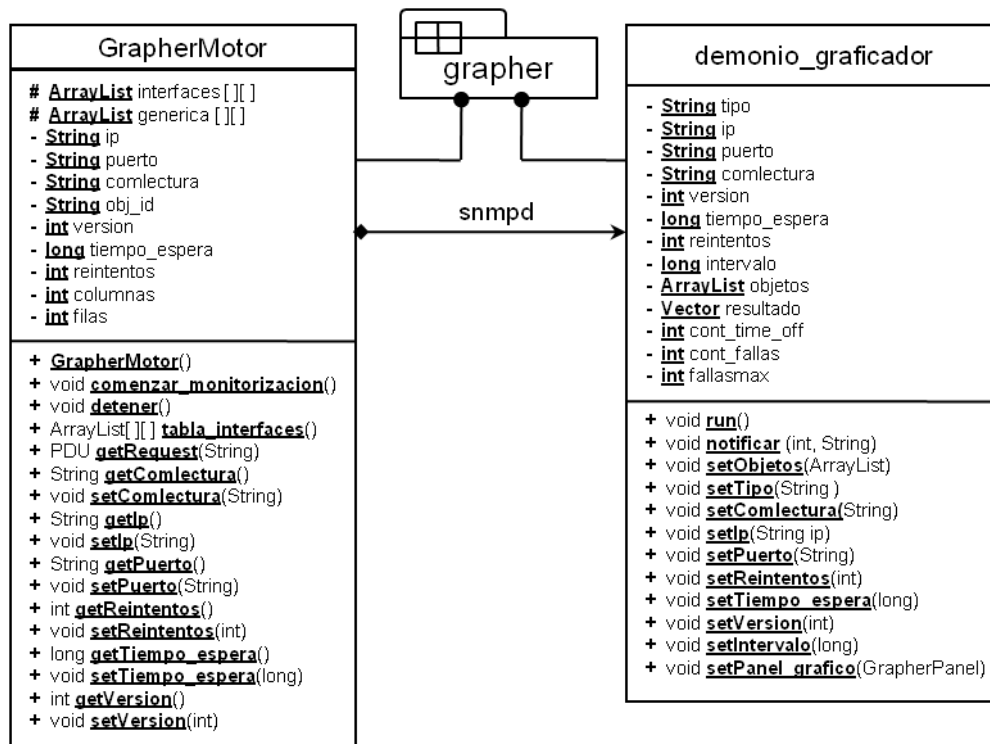 GrapherMotor
# ArrayList interfaces [ ][ ]
# ArrayList generica [ ][ ]
- String ip
- String puerto
- String comlectura
- String obj_id
- int version
- long tiempo_espera
- int reintentos
- int columnas
- int filas
+ GrapherMotor()
+ void comenzar_monitorizacion()
+ void detener()
+ ArrayList[ ][ ] tabla_interfaces()
+ PDU getRequest(String)
+ String getComlectura()
+ void setComlectura(String)
+ String getIp()
+ void setIp(String)
+ String getPuerto()
+ void setPuerto(String)
+ int getReintentos()
+ void setReintentos(int)
+ long getTiempo_espera()
+ void setTiempo_espera(long)
+ int getVersion()
+ void setVersion(int)
grapher
snmpd
demonio_graficador
- String tipo
- String ip
- String puerto
- String comlectura
- int version
- long tiempo_espera
- int reintentos
- long intervalo
- ArrayList objetos
- Vector resultado
- int cont_time_off
- int cont_fallas
- int fallasmax
+ void run()
+ void notificar (int, String)
+ void setObjetos(ArrayList)
+ void setTipo(String )
+ void setComlectura(String)
+ void setIp(String ip)
+ void setPuerto(String)
+ void setReintentos(int)
+ void setTiempo_espera(long)
+ void setVersion(int)
+ void setIntervalo(long)
+ void setPanel_grafico(GrapherPanel)